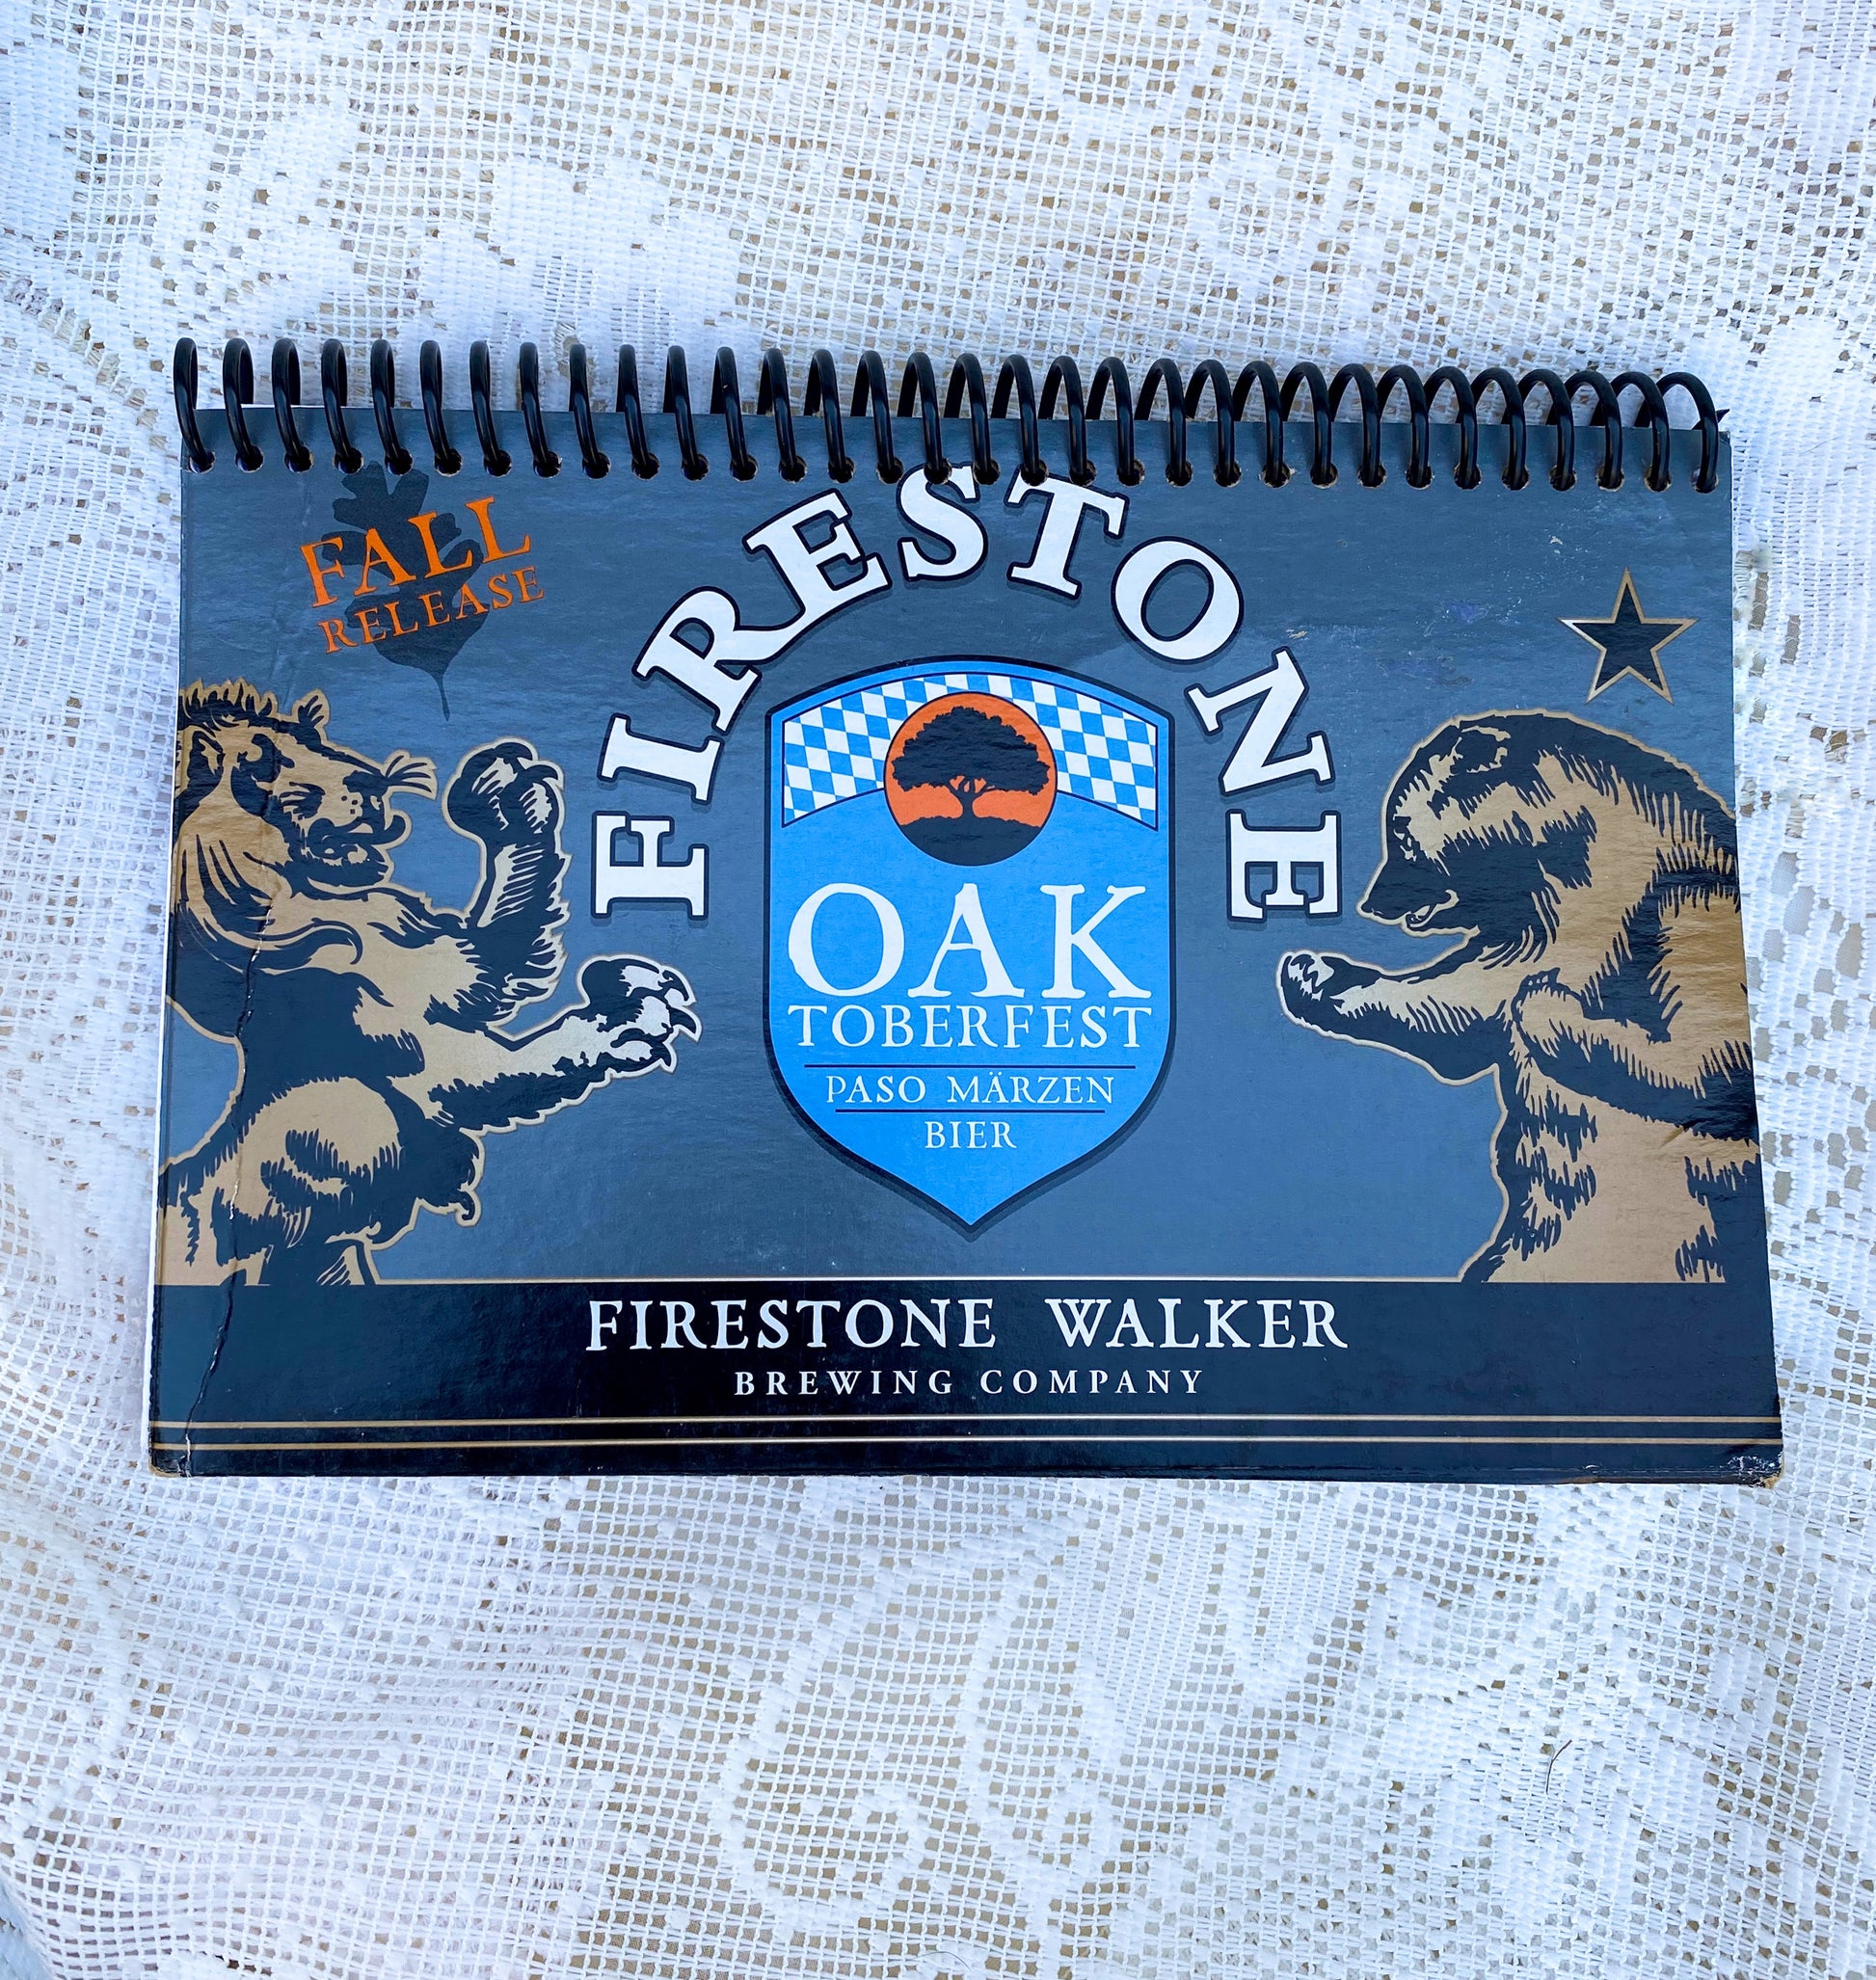 FALL
RELEASE
FIRESTONE
OAK
TOBERFEST
PASO MÄRZEN
BIER
FIRESTONE WALKER
BREWING COMPANY